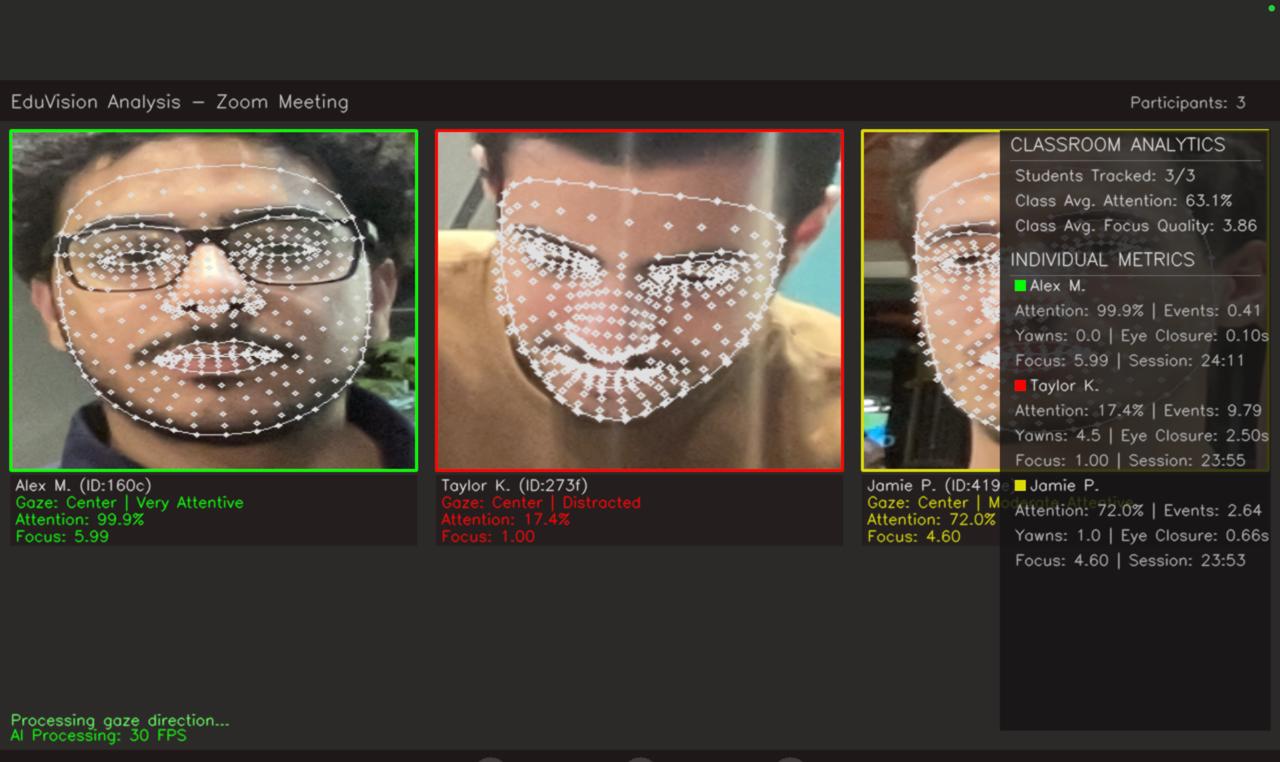 EduVision Analysis – Zoom Meeting
Participants: 3
Alex M. (ID:160c)
Gaze: Center | Very Attentive
Attention: 99.9%
Focus: 5.99
Taylor K. (ID:273f)
Gaze: Center | Distracted
Attention: 17.4%
Focus: 1.00
Jamie P. (ID:419
Gaze: Center | Moderate Attentive
Attention: 72.0%
Focus: 4.60
CLASSROOM ANALYTICS
Students Tracked: 3/3
Class Avg. Attention: 63.1%
Class Avg. Focus Quality: 3.86
INDIVIDUAL METRICS
Alex M.
Attention: 99.9% | Events: 0.41
Yawns: 0.0 | Eye Closure: 0.10s
Focus: 5.99 | Session: 24:11
Taylor K.
Attention: 17.4% | Events: 9.79
Yawns: 4.5 | Eye Closure: 2.50s
Focus: 1.00 | Session: 23:55
Jamie P.
Attention: 72.0% | Events: 2.64
Yawns: 1.0 | Eye Closure: 0.66s
Focus: 4.60 | Session: 23:53
Processing gaze direction...
AI Processing: 30 FPS